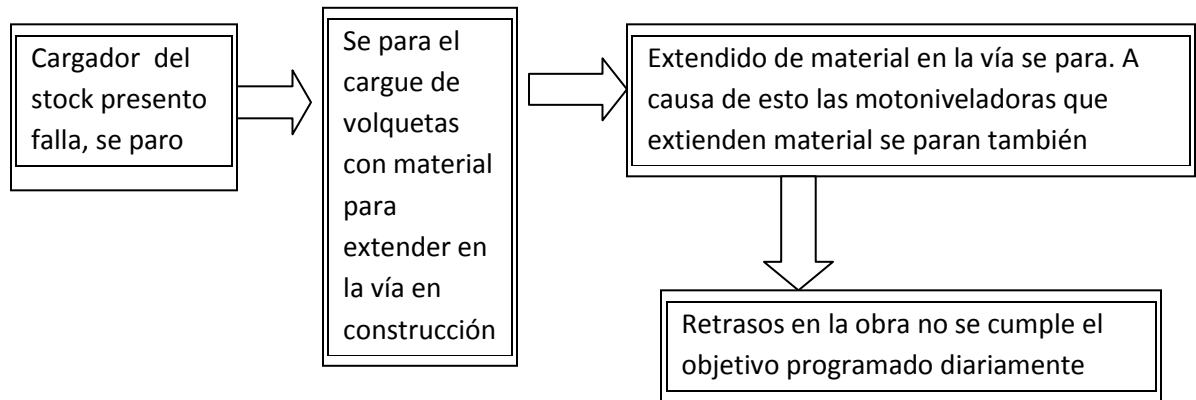 Cargador del
stock presento
falla, se paro
Se para el
cargue de
volquetas
con material
para
extender en
la vía en
construcción
Extendido de material en la vía se para. A
causa de esto las motoniveladoras que
extienden material se paran también
Retrasos en la obra no se cumple el
objetivo programado diariamente